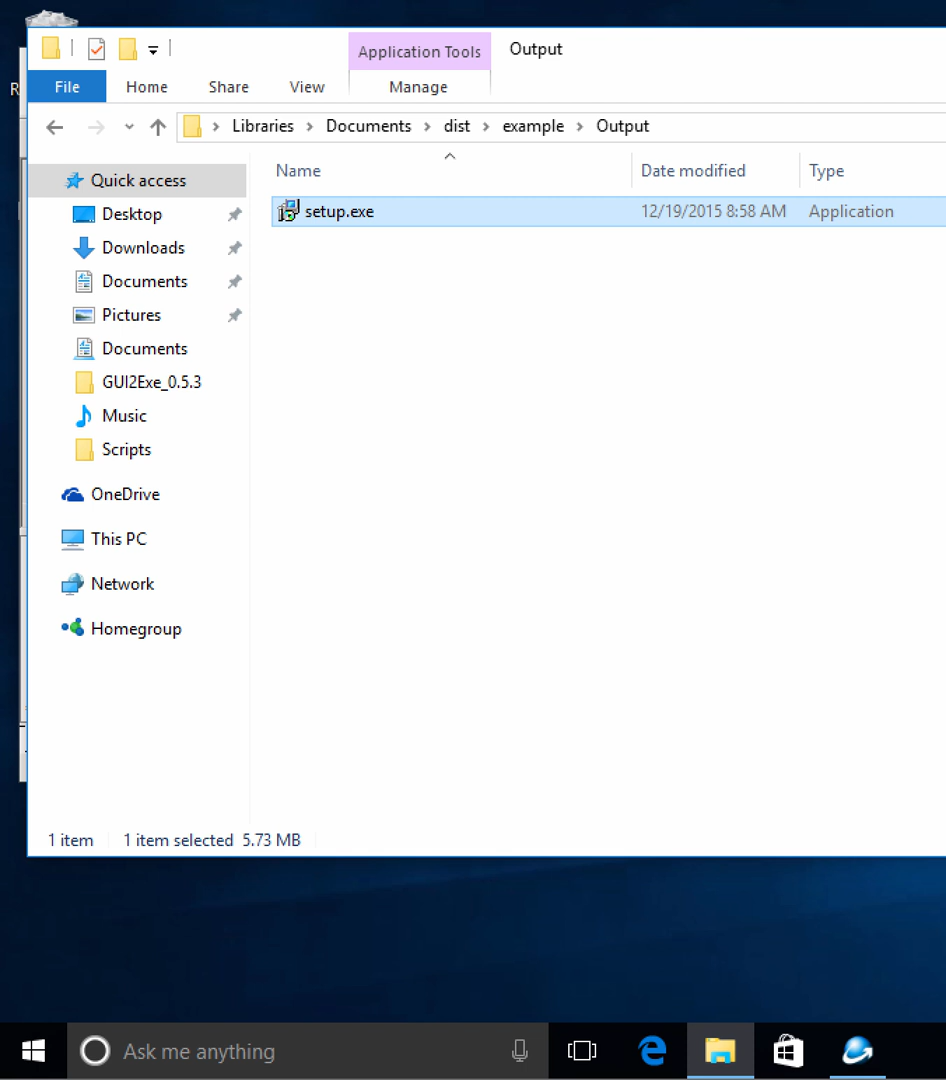 Application Tools Output
File Home Share View Manage
Libraries Documents dist example Output
Name Date modified Type
Quick access
setup.exe 12/19/2015 8:58 AM Application
Desktop
Downloads
Documents
Pictures
Documents
GUI2Exe_0.5.3
Music
Scripts
OneDrive
This PC
Network
Homegroup
1 item 1 item selected 5.73 MB
Ask me anything